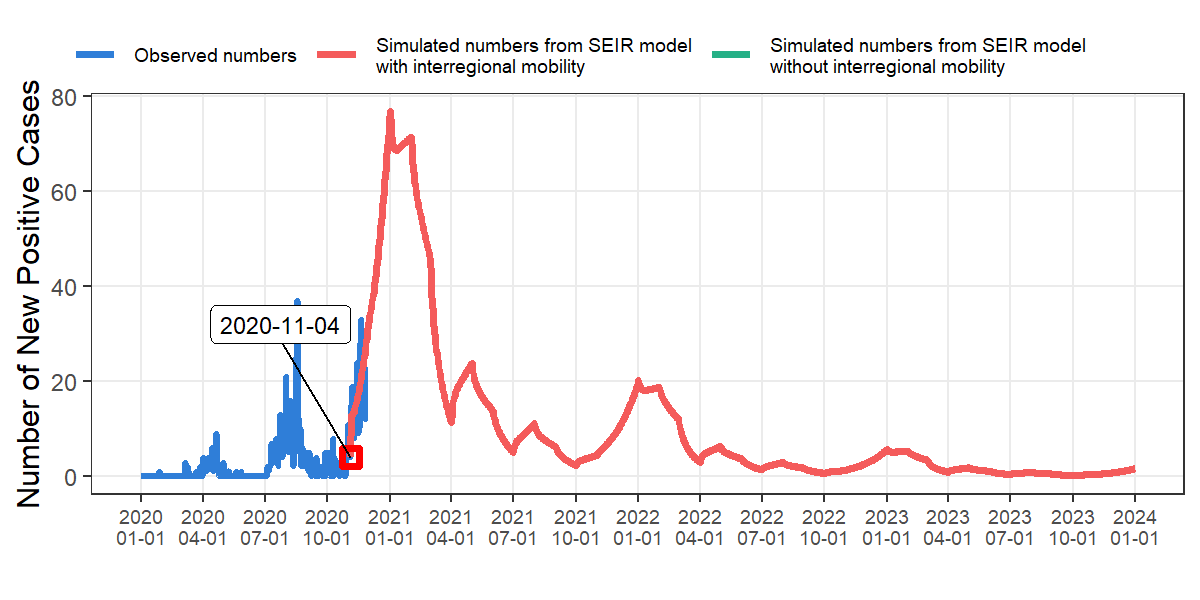 Observed numbers
Simulated numbers from SEIR model
with interregional mobility
Simulated numbers from SEIR model
without interregional mobility
Number of New Positive Cases
80
60
40
20
0
2020-11-04
2020 2020 2020 2020 2021 2021 2021 2021 2022 2022 2022 2022 2023 2023 2023 2023 2024
01-01 04-01 07-01 10-01 01-01 04-01 07-01 10-01 01-01 04-01 07-01 10-01 01-01 04-01 07-01 10-01 01-01